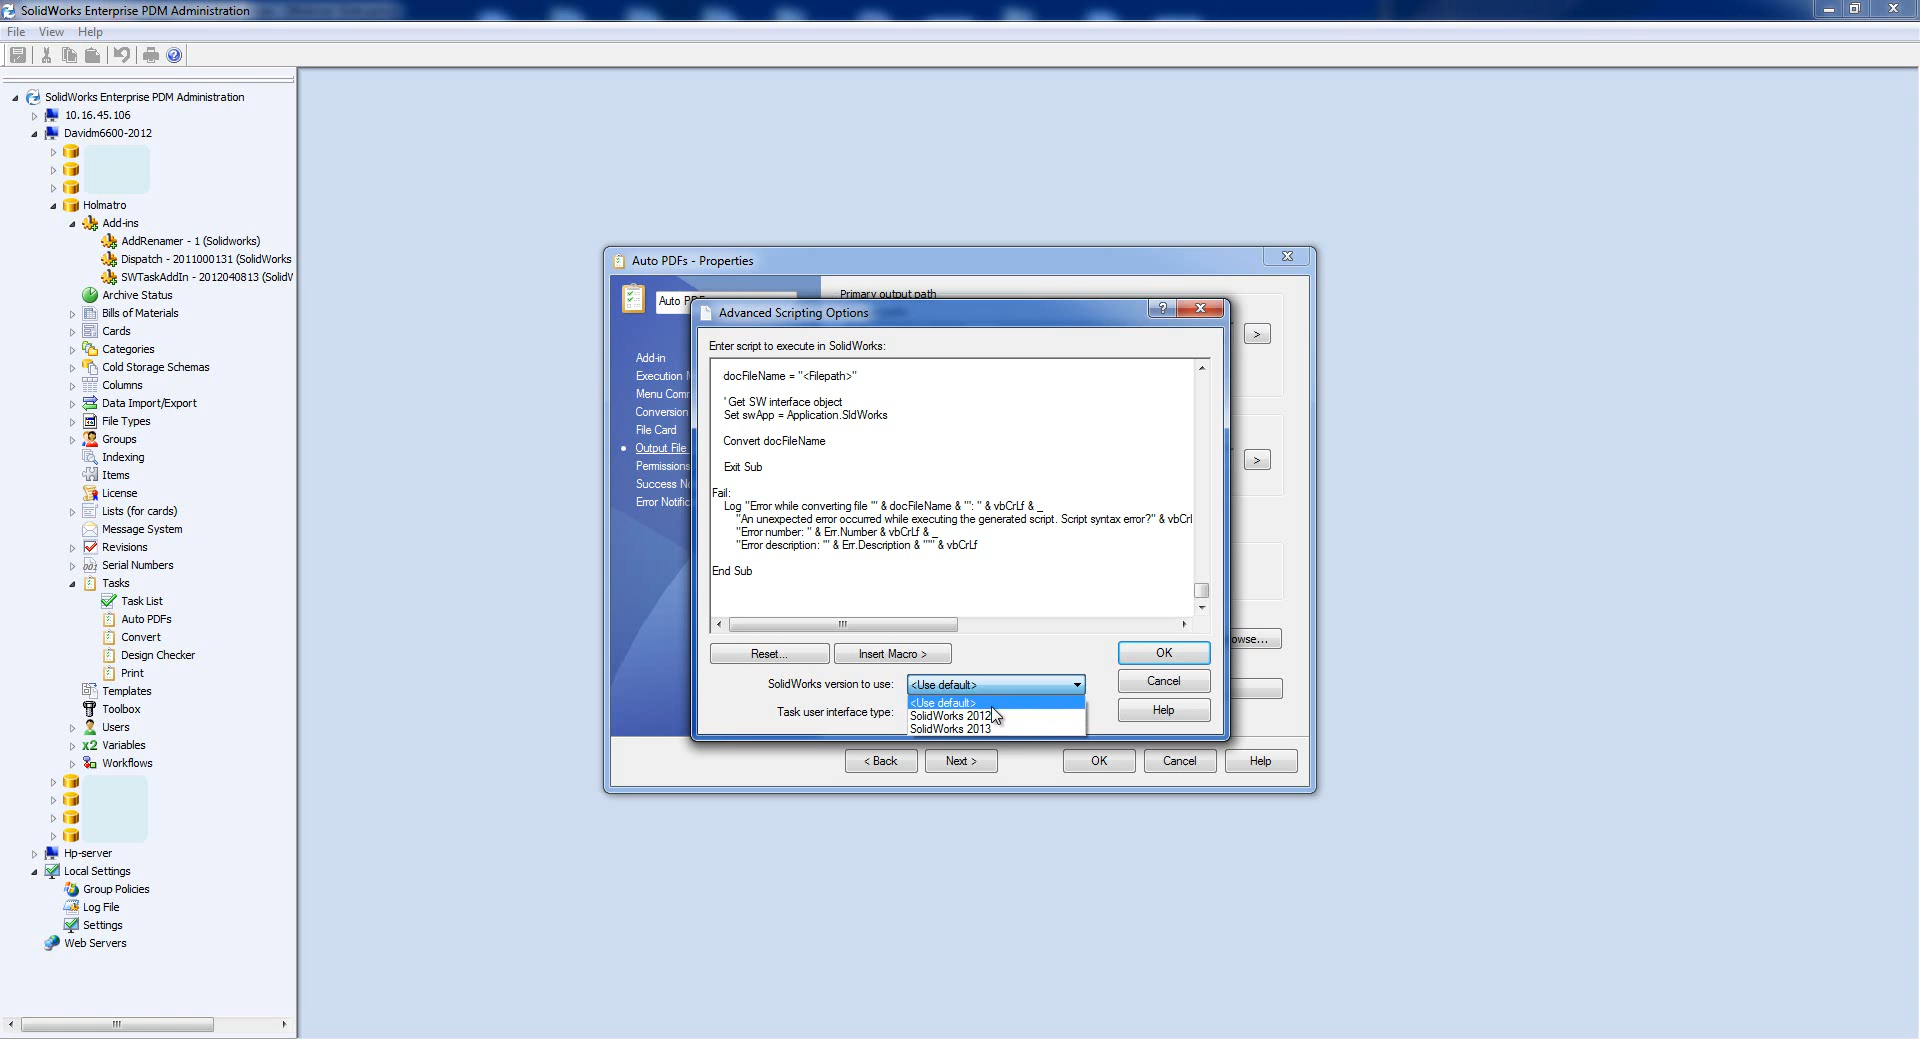 SolidWorks Enterprise PDM Administration
File View Help
SolidWorks Enterprise PDM Administration
10.16.45.106
Davidm6600-2012
Holmatro
Add-ins
AddRenamer - 1 (Solidworks)
Dispatch - 2011000131 (SolidWorks
SWTaskAddIn - 2012040813 (SolidW
Archive Status
Bills of Materials
Cards
Categories
Cold Storage Schemas
Columns
Data Import/Export
File Types
Groups
Indexing
Items
License
Lists (for cards)
Message System
Revisions
Serial Numbers
Tasks
Task List
Auto PDFs
Convert
Design Checker
Print
Templates
Toolbox
Users
Variables
Workflows
Hp-server
Local Settings
Group Policies
Log File
Settings
Web Servers
Auto PDFs - Properties
Primary output path
Add-in
Execution
Menu Com
Conversion
File Card
Output File
Permissions
Success No
Error Notific
>
>
owse...
Advanced Scripting Options
Enter script to execute in SolidWorks:
docFileName = "<Filepath>"
' Get SW interface object
Set swApp = Application.SldWorks
Convert docFileName
Exit Sub
Fail:
Log "Error while converting file '" & docFileName & "': " & vbCrLf & _
"An unexpected error occurred while executing the generated script. Script syntax error?" & vbCrl
"Error number: " & Err.Number & vbCrLf & _
"Error description: '" & Err.Description & "'" & vbCrLf
End Sub
Reset... Insert Macro > OK
SolidWorks version to use: <Use default> Cancel
<Use default>
Task user interface type: Help
SolidWorks 2012
SolidWorks 2013
< Back Next > OK Cancel Help